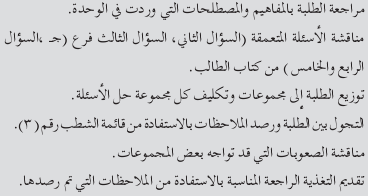 مراجعة الطلبة بالمفاهيم والمصطلحات التي وردت في الوحدة.
مناقشة الأسئلة المتعمقة (السؤال الثاني، السؤال الثالث فرع (جـ ،السؤال
الرابع والخامس) من كتاب الطالب.
توزيع الطلبة إلى مجموعات وتكليف كل مجموعة حل الأسئلة.
التجول بين الطلبة ورصد الملاحظات بالاستفادة من قائمة الشطب رقم (٣).
مناقشة الصعوبات التي قد تواجه بعض المجموعات.
تقديم التغذية الراجعة المناسبة بالاستفادة من الملاحظات التي تم رصدها.